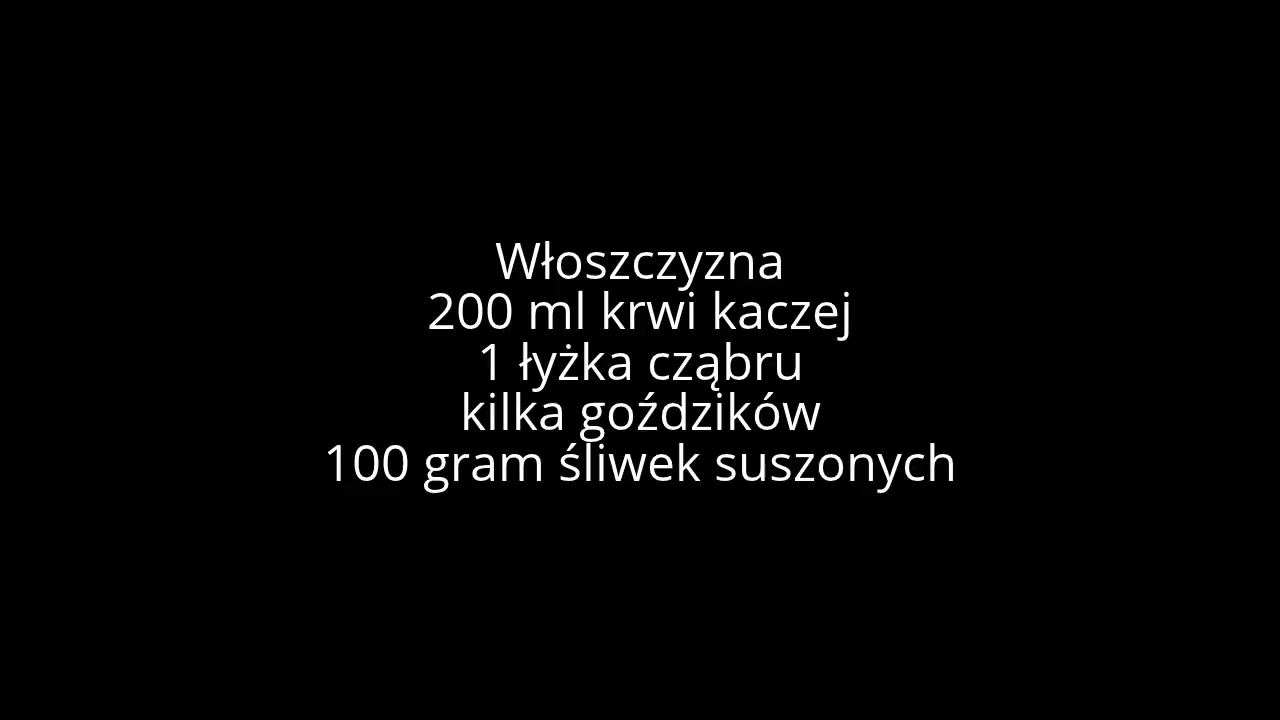 Włoszczyzna
200 ml krwi kaczej
1 łyżka cząbru
kilka goździków
100 gram śliwek suszonych